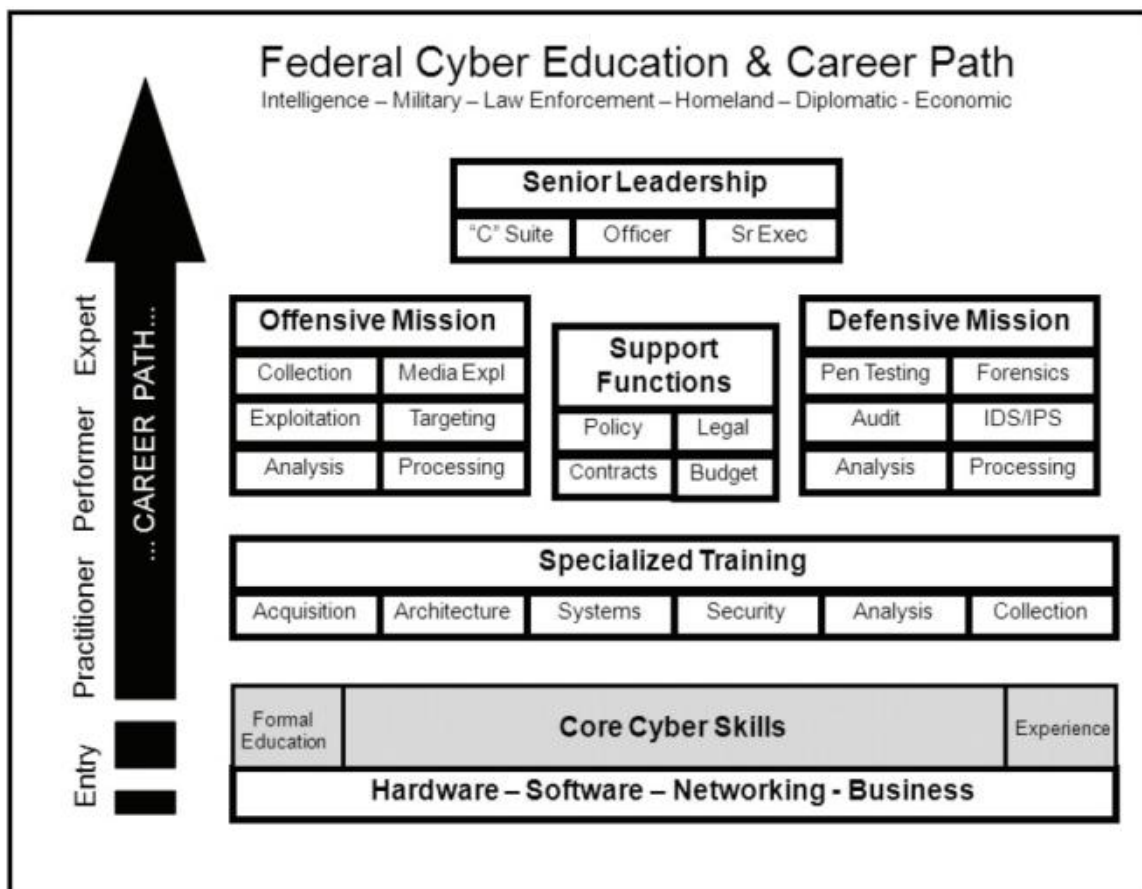 Federal Cyber Education & Career Path
Intelligence – Military – Law Enforcement – Homeland – Diplomatic - Economic
Senior Leadership
"C" Suite Officer Sr Exec
Offensive Mission
Collection Media Expl
Exploitation Targeting
Analysis Processing
Support
Functions
Policy Legal
Contracts Budget
Defensive Mission
Pen Testing Forensics
Audit IDS/IPS
Analysis Processing
Specialized Training
Acquisition Architecture Systems Security Analysis Collection
Formal
Education
Core Cyber Skills
Experience
Hardware – Software – Networking - Business
Entry Practitioner Performer Expert
... CAREER PATH...